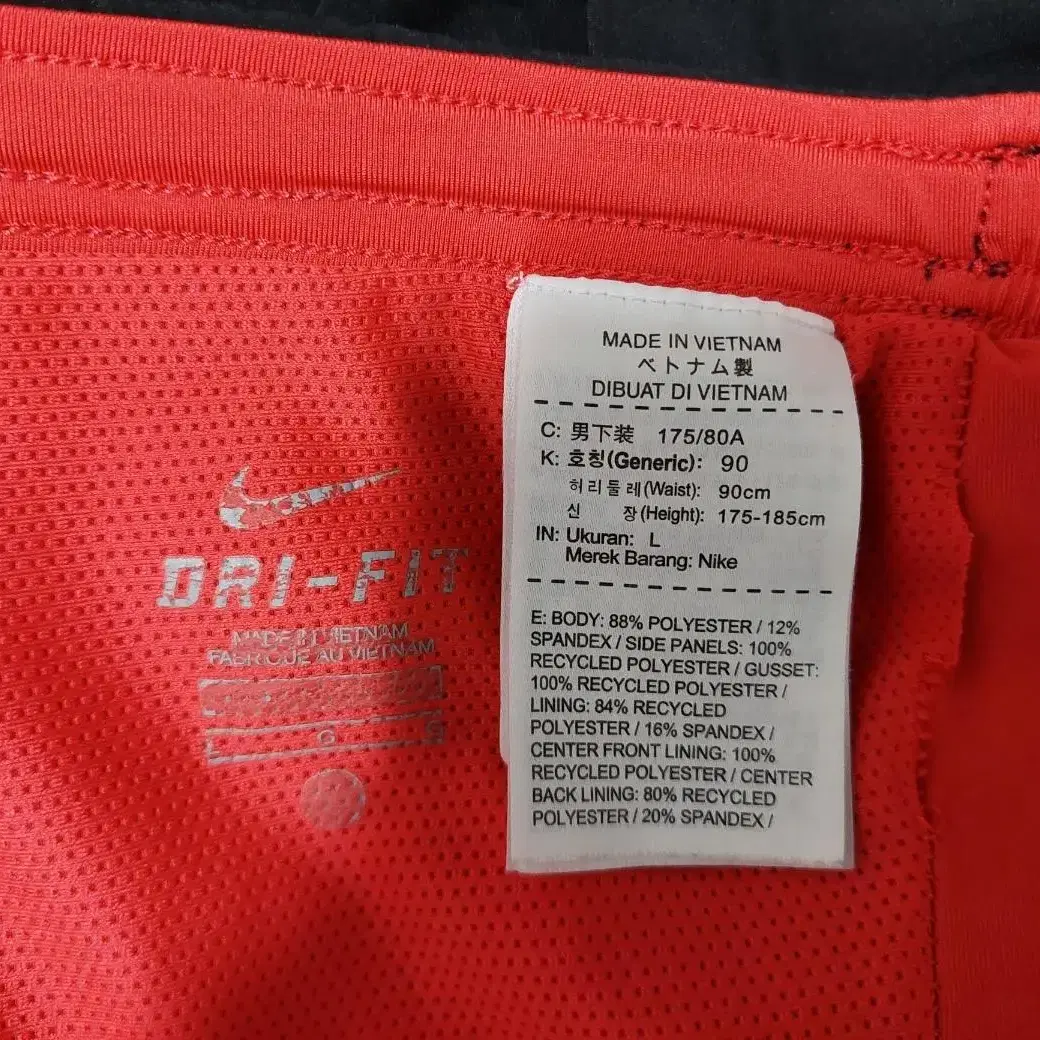 MADE IN VIETNAM
ベトナム製
DIBUAT DI VIETNAM
C: 男下装 175/80A
K: 호칭(Generic): 90
허리둘레(Waist): 90cm
신 장(Height): 175-185cm
IN: Ukuran: L
Merek Barang: Nike
E: BODY: 88% POLYESTER / 12%
SPANDEX / SIDE PANELS: 100%
RECYCLED POLYESTER / GUSSET:
100% RECYCLED POLYESTER /
LINING: 84% RECYCLED
POLYESTER / 16% SPANDEX /
CENTER FRONT LINING: 100%
RECYCLED POLYESTER / CENTER
BACK LINING: 80% RECYCLED
POLYESTER / 20% SPANDEX /
DRI-FIT
MADE IN VIETNAM
FABRIQUE AU VIETNAM
L G G